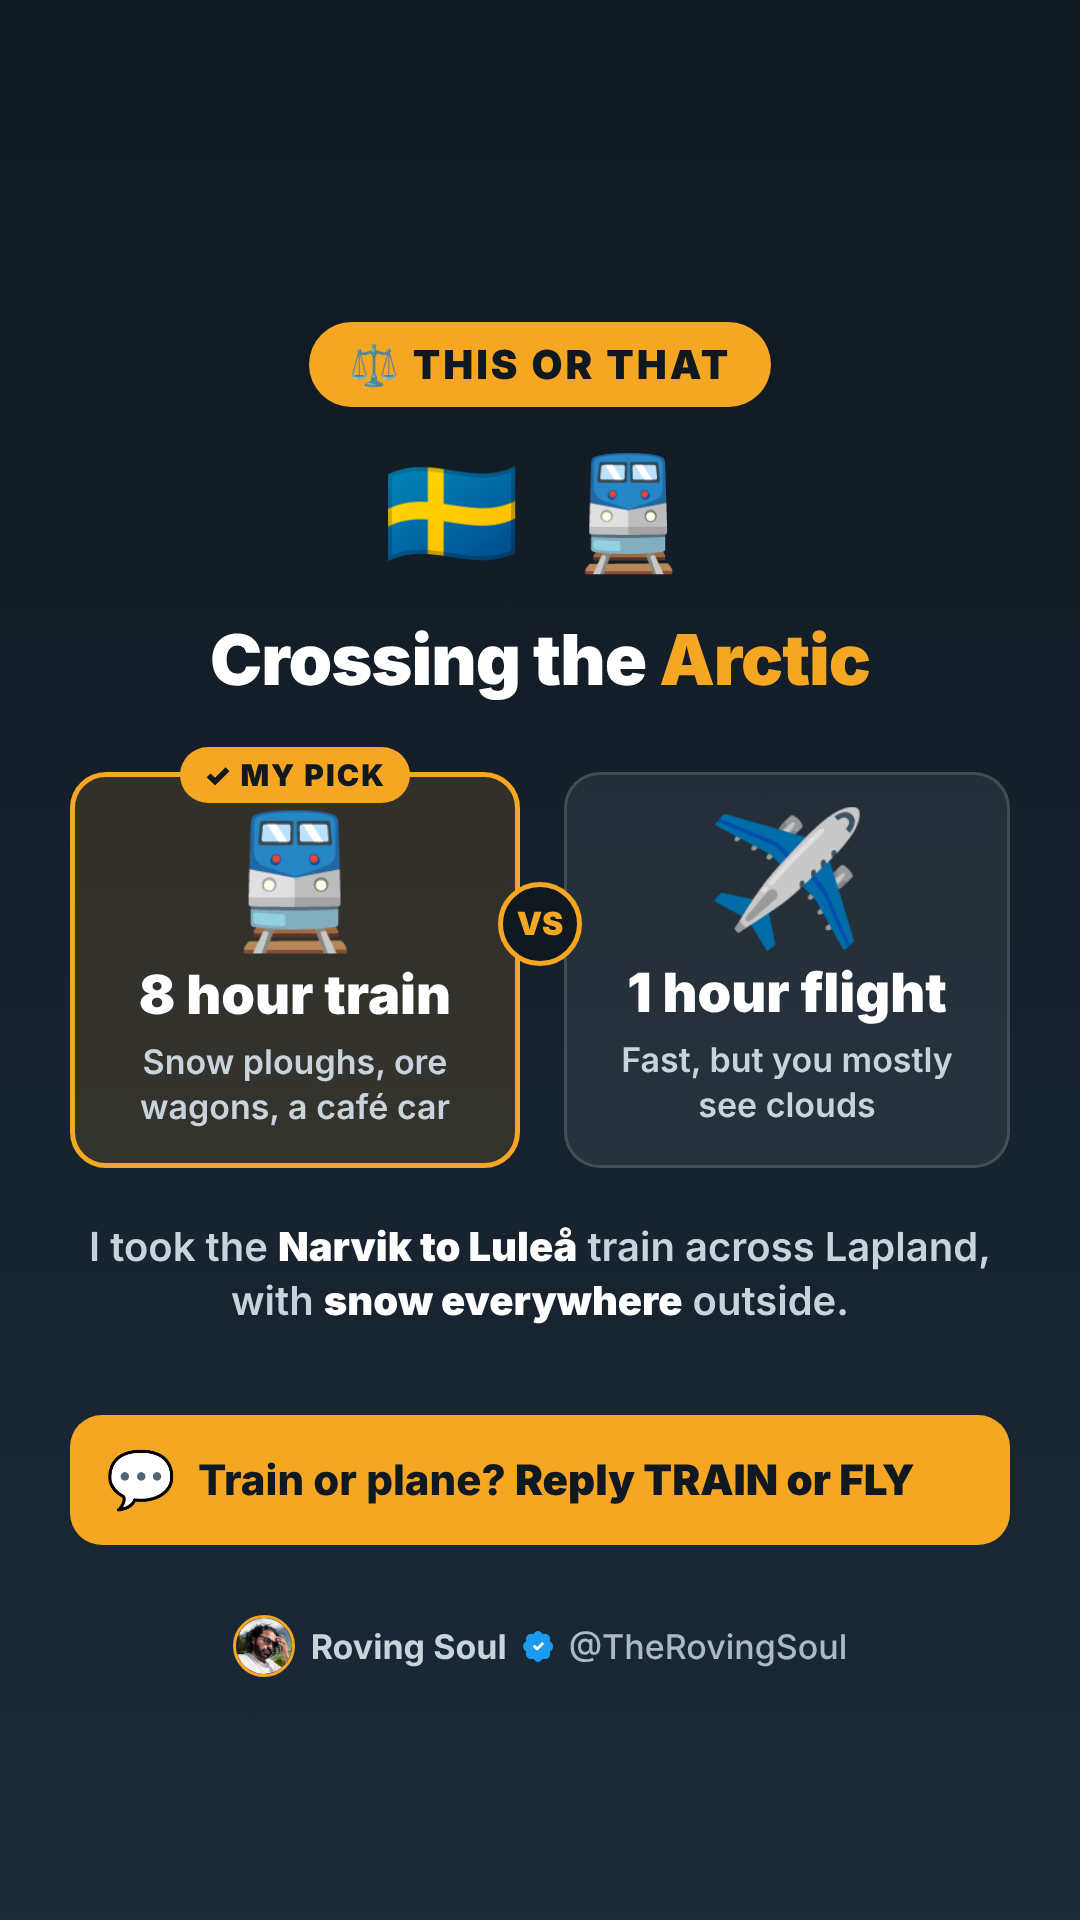 ⚖️ THIS OR THAT
🇸🇪 🚆
Crossing the Arctic
✓ MY PICK
8 hour train
Snow ploughs, ore
wagons, a café car
VS
1 hour flight
Fast, but you mostly
see clouds
I took the Narvik to Luleå train across Lapland,
with snow everywhere outside.
💬 Train or plane? Reply TRAIN or FLY
Roving Soul @TheRovingSoul